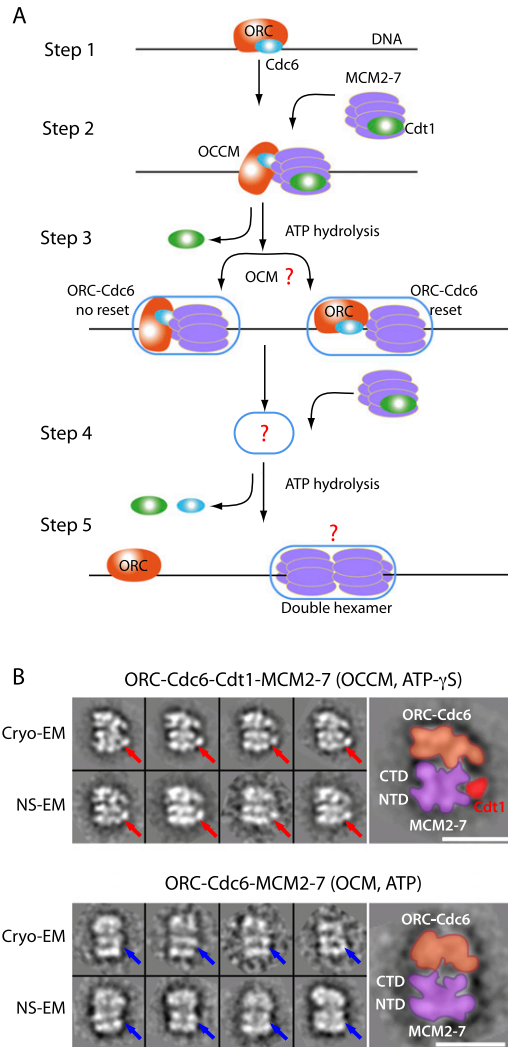 A
Step 1
ORC
DNA
Cdc6
MCM2-7
Cdt1
Step 2
OCCM
Step 3
ATP hydrolysis
ORC-Cdc6
no reset
OCM ?
ORC-Cdc6
reset
ORC
Step 4
?
ATP hydrolysis
Step 5
?
ORC
Double hexamer
B
ORC-Cdc6-Cdt1-MCM2-7 (OCCM, ATP-γS)
Cryo-EM
NS-EM
ORC-Cdc6
CTD
NTD
Cdt1
MCM2-7
ORC-Cdc6-MCM2-7 (OCM, ATP)
Cryo-EM
NS-EM
ORC-Cdc6
CTD
NTD
MCM2-7